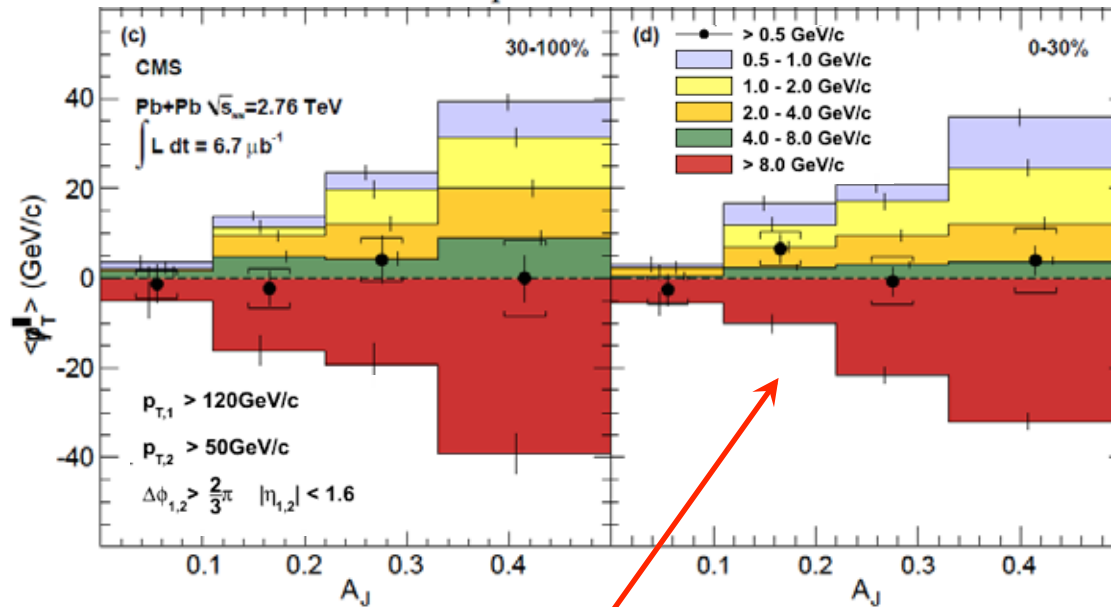 (c)
30-100%
CMS
Pb+Pb √s_NN=2.76 TeV
∫ L dt = 6.7 μb⁻¹
p_T,1 > 120GeV/c
p_T,2 > 50GeV/c
Δϕ_1,2 > 2/3 π |η_1,2| < 1.6
(GeV/c)
40
20
0
-20
-40
0.1
0.2
0.3
0.4
A_J
(d)
0-30%
> 0.5 GeV/c
0.5 - 1.0 GeV/c
1.0 - 2.0 GeV/c
2.0 - 4.0 GeV/c
4.0 - 8.0 GeV/c
> 8.0 GeV/c
0.1
0.2
0.3
0.4
A_J